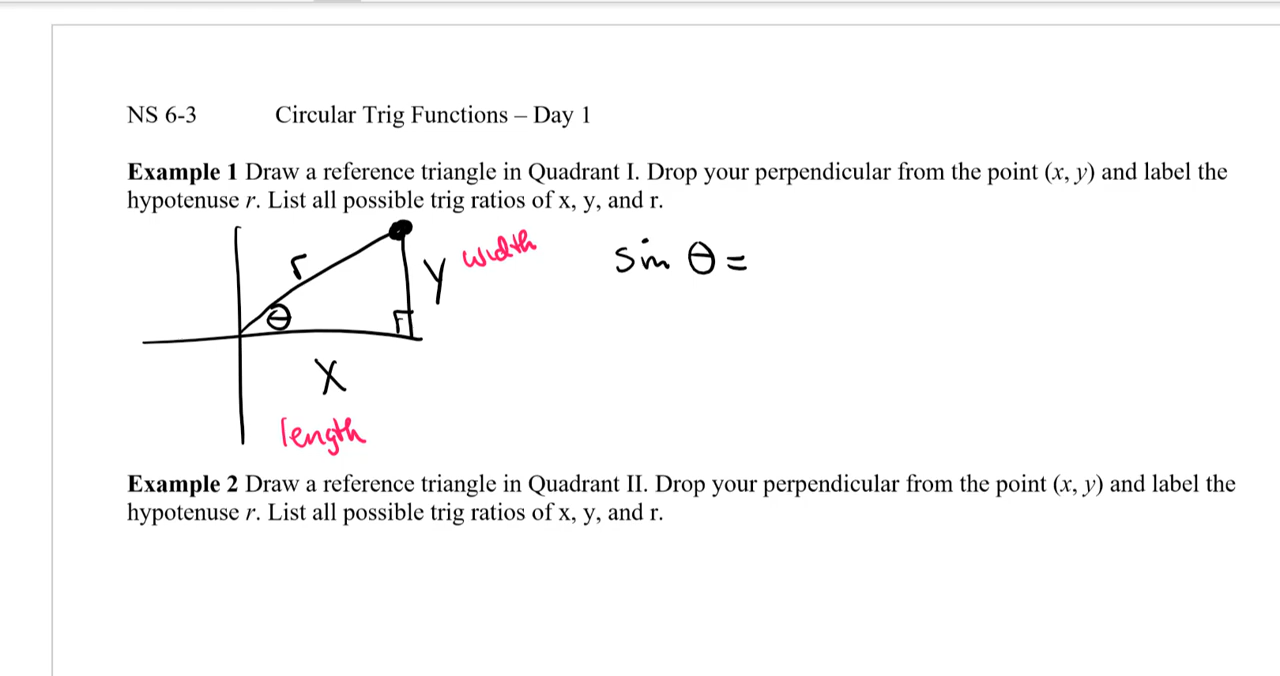 NS 6-3 Circular Trig Functions – Day 1
Example 1 Draw a reference triangle in Quadrant I. Drop your perpendicular from the point (x, y) and label the
hypotenuse r. List all possible trig ratios of x, y, and r.
r
θ
y width
sin θ =
x
length
Example 2 Draw a reference triangle in Quadrant II. Drop your perpendicular from the point (x, y) and label the
hypotenuse r. List all possible trig ratios of x, y, and r.